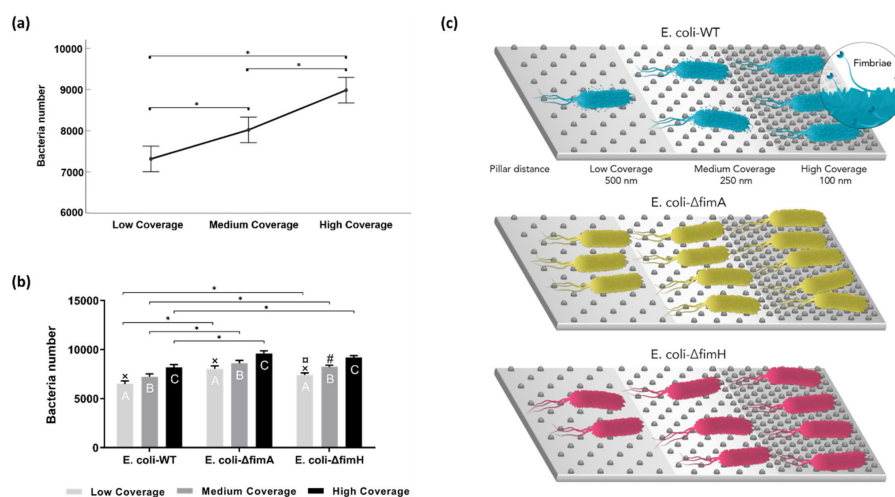 (a)
10000
9000
8000
7000
6000
Bacteria number
*
*
*
Low Coverage Medium Coverage High Coverage
(b)
15000
10000
5000
0
Bacteria number
*
*
*
*
*
*
× A B C
× A B C
¤ × A # B C
E. coli-WT E. coli-ΔfimA E. coli-ΔfimH
Low Coverage Medium Coverage High Coverage
(c)
E. coli-WT
Fimbriae
Pillar distance Low Coverage Medium Coverage High Coverage
500 nm 250 nm 100 nm
E. coli-ΔfimA
E. coli-ΔfimH